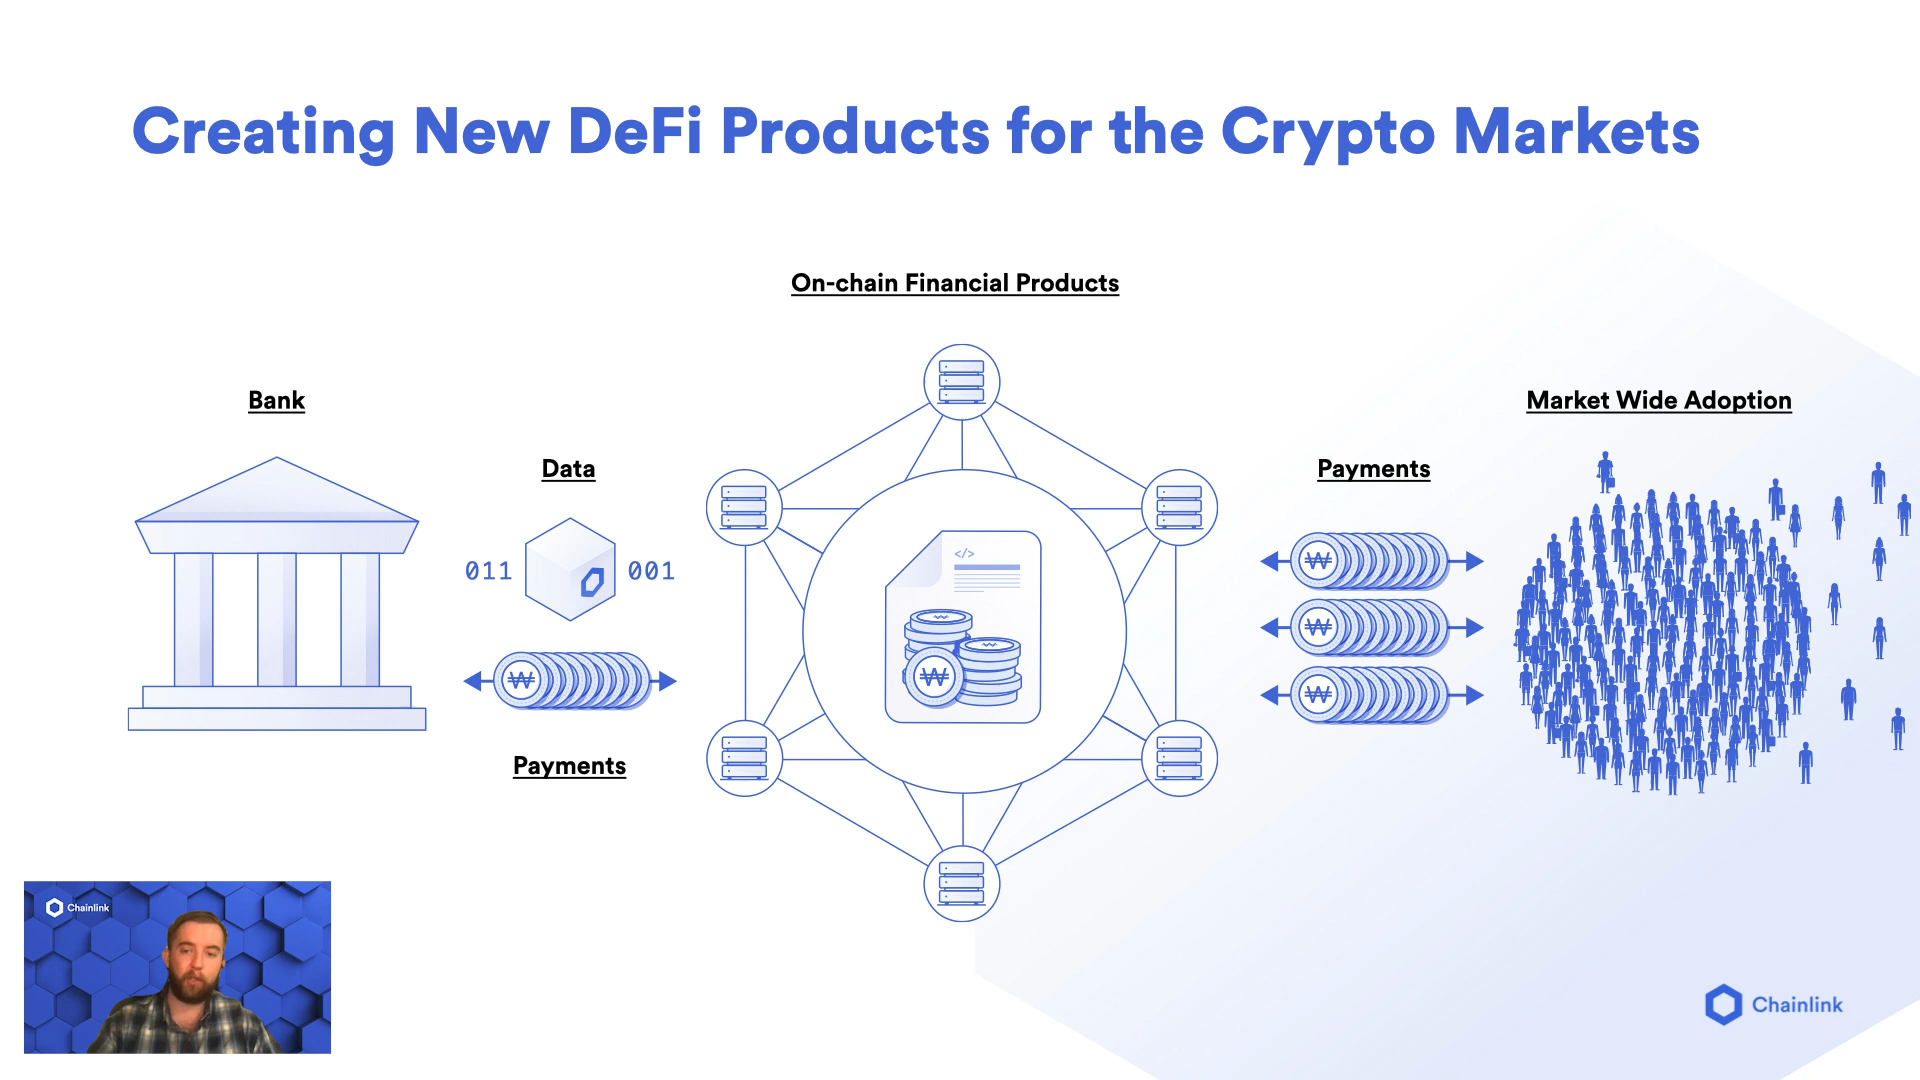 Creating New DeFi Products for the Crypto Markets
On-chain Financial Products
Bank
Market Wide Adoption
Data
Payments
011
001
</>
₩
₩
₩
₩
₩
₩
₩
Payments
Chainlink
Chainlink